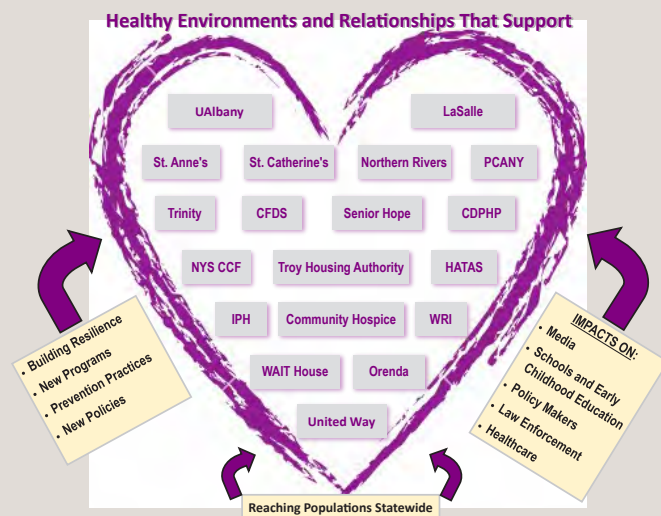 Healthy Environments and Relationships That Support
UAlbany
LaSalle
St. Anne's
St. Catherine's
Northern Rivers
PCANY
Trinity
CFDS
Senior Hope
CDPHP
NYS CCF
Troy Housing Authority
HATAS
IPH
Community Hospice
WRI
WAIT House
Orenda
United Way
• Building Resilience
• New Programs
• Prevention Practices
• New Policies
IMPACTS ON:
• Media
• Schools and Early
Childhood Education
• Policy Makers
• Law Enforcement
• Healthcare
Reaching Populations Statewide